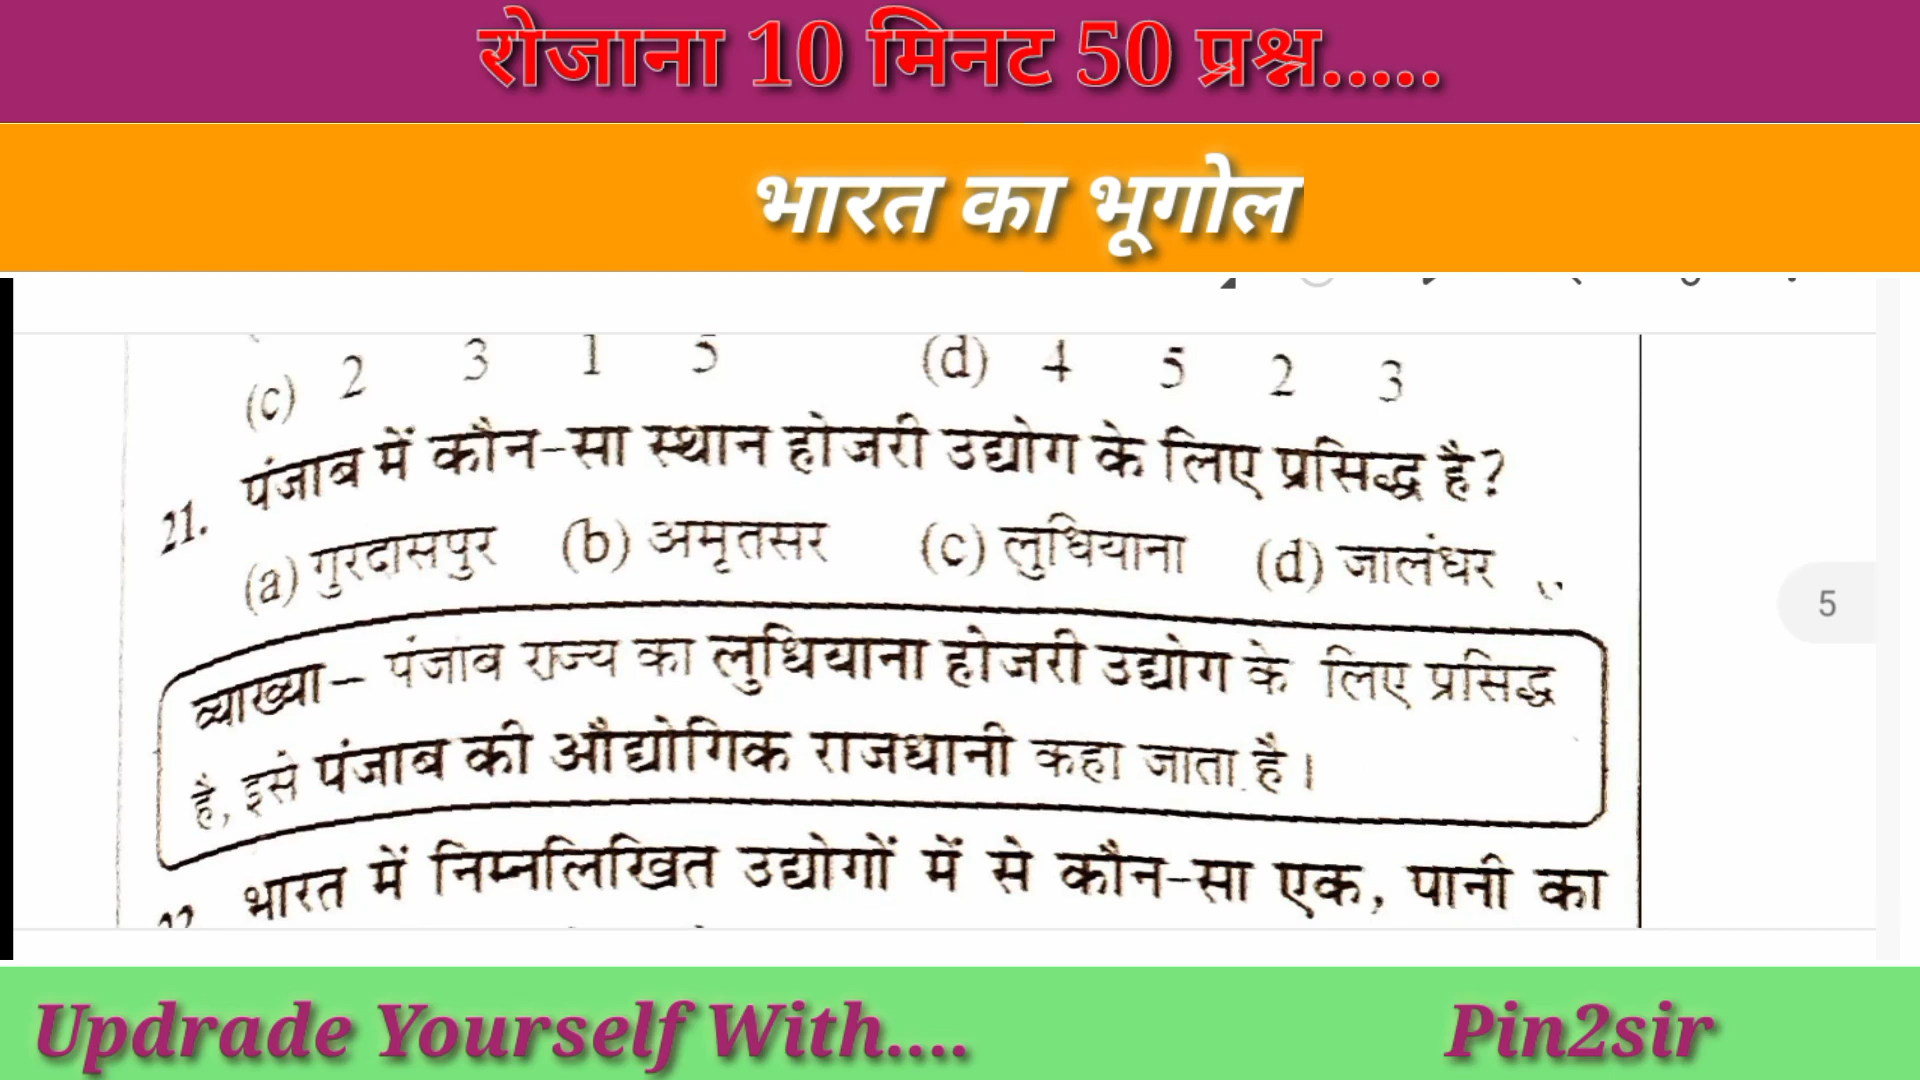 रोजाना 10 मिनट 50 प्रश्न.....
भारत का भूगोल
(c) 2 3 1 5 (d) 4 5 2 3
21. पंजाब में कौन-सा स्थान होजरी उद्योग के लिए प्रसिद्ध है?
(a) गुरदासपुर (b) अमृतसर (c) लुधियाना (d) जालंधर
व्याख्या– पंजाब राज्य का लुधियाना होजरी उद्योग के लिए प्रसिद्ध
है, इसे पंजाब की औद्योगिक राजधानी कहा जाता है।
भारत में निम्नलिखित उद्योगों में से कौन-सा एक, पानी का
5
Updrade Yourself With.... Pin2sir